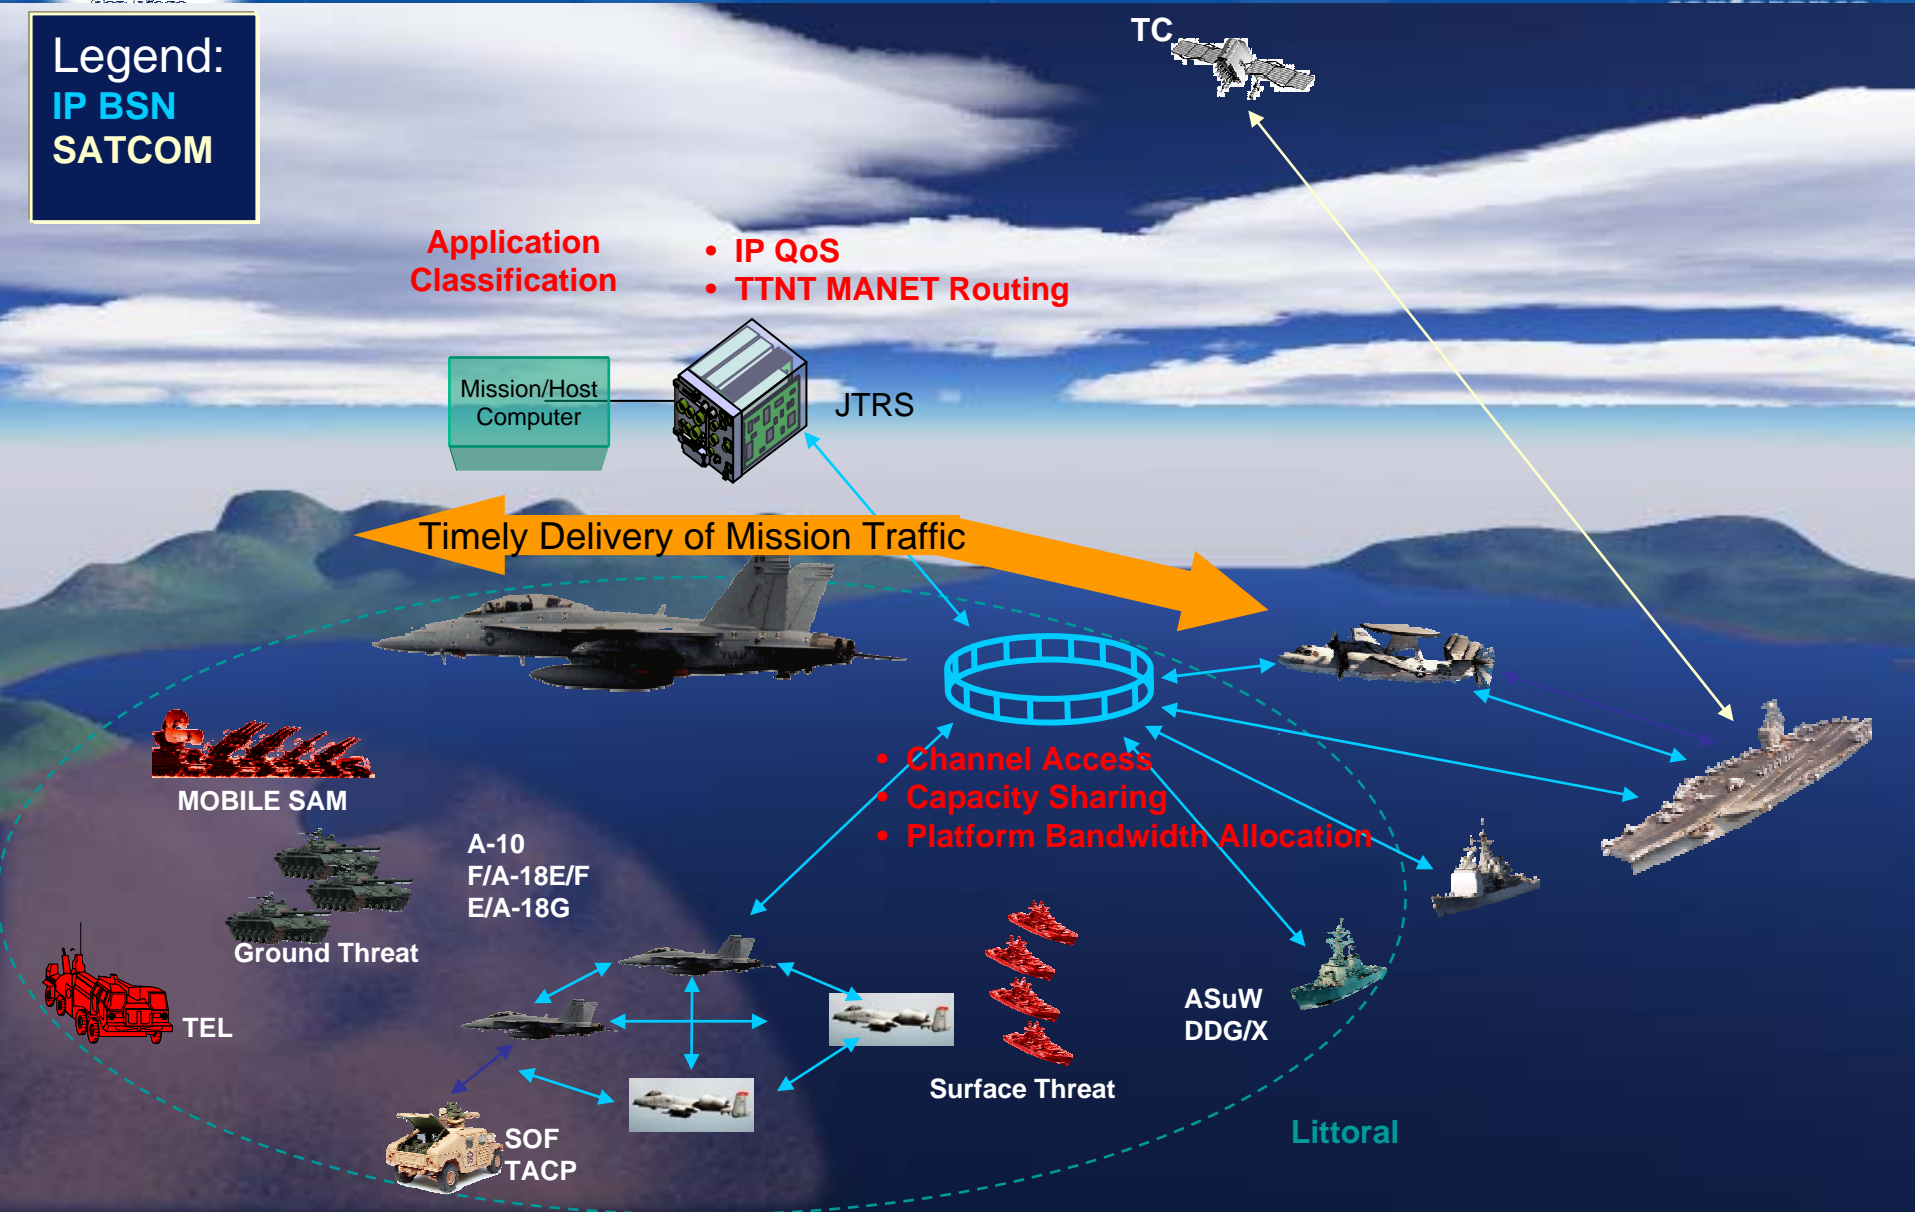 Legend:
IP BSN
SATCOM
TC
Application
Classification
• IP QoS
• TTNT MANET Routing
Mission/Host
Computer
JTRS
Timely Delivery of Mission Traffic
• Channel Access
• Capacity Sharing
• Platform Bandwidth Allocation
MOBILE SAM
A-10
F/A-18E/F
E/A-18G
Ground Threat
TEL
SOF
TACP
Surface Threat
ASuW
DDG/X
Littoral